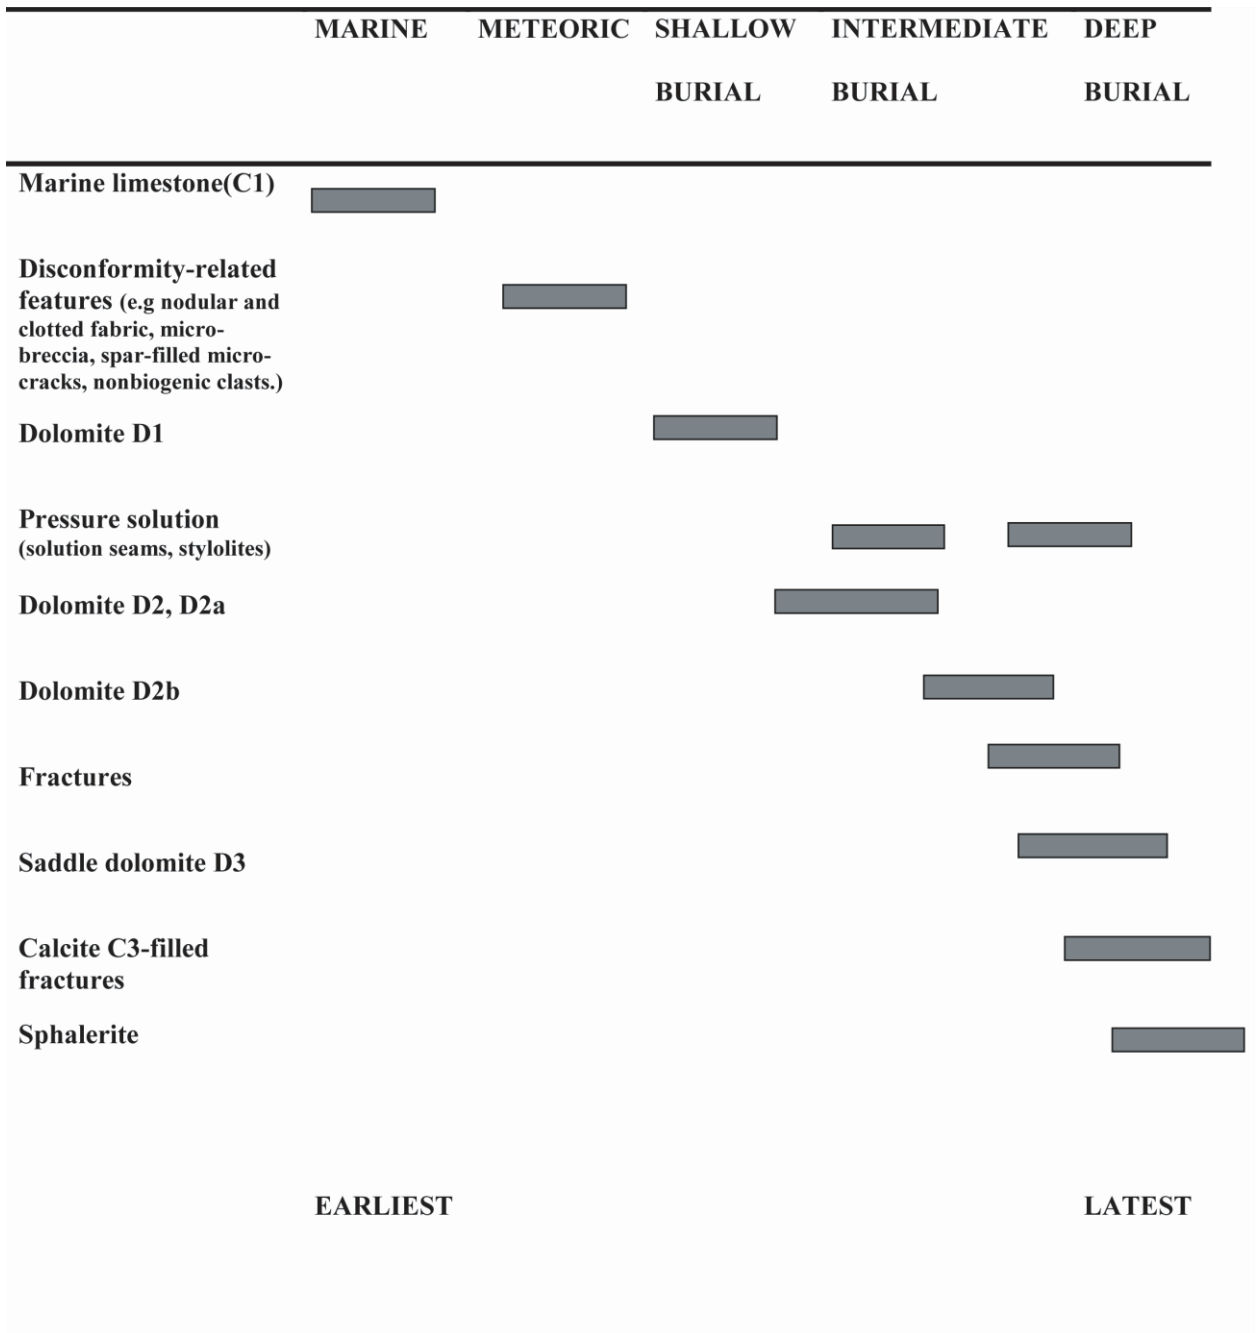 MARINE METEORIC SHALLOW INTERMEDIATE DEEP
BURIAL BURIAL BURIAL
Marine limestone(C1)
Disconformity-related
features (e.g nodular and
clotted fabric, micro-
breccia, spar-filled micro-
cracks, nonbiogenic clasts.)
Dolomite D1
Pressure solution
(solution seams, stylolites)
Dolomite D2, D2a
Dolomite D2b
Fractures
Saddle dolomite D3
Calcite C3-filled
fractures
Sphalerite
EARLIEST LATEST